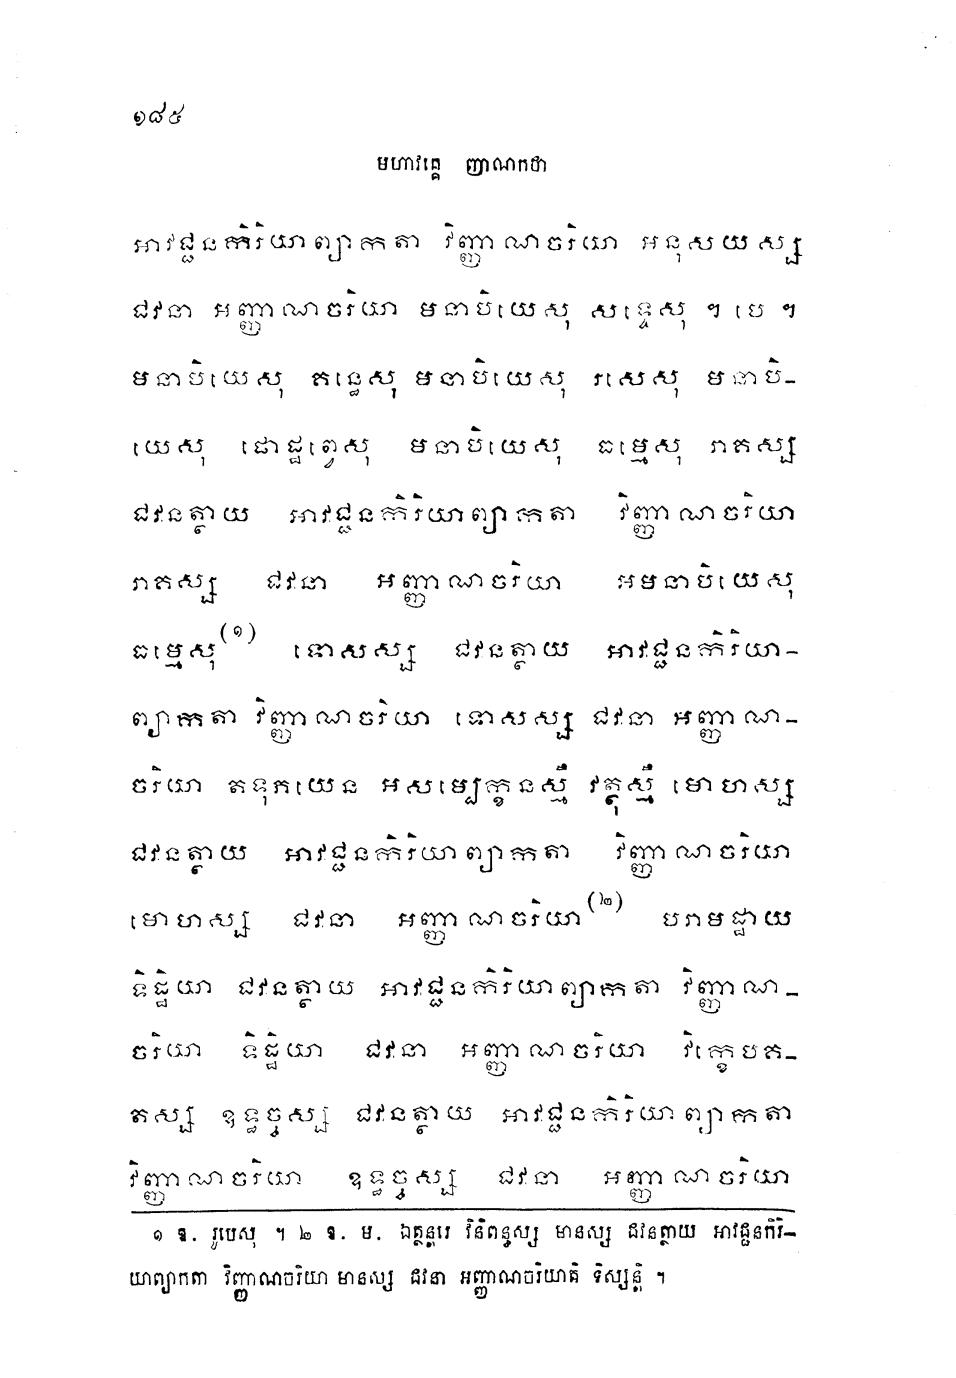 ១៨៥
មហាវគ្គេ ញាណកថា
អាវជ្ជនកិរិយាព្យាកតា វិញ្ញាណចរិយា អនុសយស្ស
ជវនា អញ្ញាណចរិយា មនាបិយេសុ សទ្ទេសុ ។ បេ ។
មនាបិយេសុ គន្ធេសុ មនាបិយេសុ រសេសុ មនាបិ-
យេសុ ផោដ្ឋព្វេសុ មនាបិយេសុ ធម្មេសុ រាគស្ស
ជវនត្ថាយ អាវជ្ជនកិរិយាព្យាកតា វិញ្ញាណចរិយា
រាគស្ស ជវនា អញ្ញាណចរិយា អមនាបិយេសុ
ធម្មេសុ(១) ទោសស្ស ជវនត្ថាយ អាវជ្ជនកិរិយា-
ព្យាកតា វិញ្ញាណចរិយា ទោសស្ស ជវនា អញ្ញាណ-
ចរិយា តទុភយេន អសម្បេក្ខនស្មឹ វត្ថុស្មឹ មោហស្ស
ជវនត្ថាយ អាវជ្ជនកិរិយាព្យាកតា វិញ្ញាណចរិយា
មោហស្ស ជវនា អញ្ញាណចរិយា(២) បរាមដ្ឋាយ
ទិដ្ឋិយា ជវនត្ថាយ អាវជ្ជនកិរិយាព្យាកតា វិញ្ញាណ-
ចរិយា ទិដ្ឋិយា ជវនា អញ្ញាណចរិយា វិក្ខេបគ-
តស្ស ឧទ្ធច្ចស្ស ជវនត្ថាយ អាវជ្ជនកិរិយាព្យាកតា
វិញ្ញាណចរិយា ឧទ្ធច្ចស្ស ជវនា អញ្ញាណចរិយា
១ ឱ. រូបេសុ ។ ២ ឱ. ម. ឯត្ថន្តរេ វិនិពន្ធស្ស មានស្ស ជវនត្ថាយ អាវជ្ជនកិរិ-
យាព្យាកតា វិញ្ញាណចរិយា មានស្ស ជវនា អញ្ញាណចរិយាតិ ទិស្សន្តិ ។